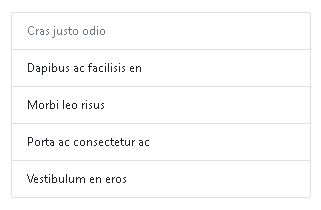 Cras justo odio
Dapibus ac facilisis en
Morbi leo risus
Porta ac consectetur ac
Vestibulum en eros